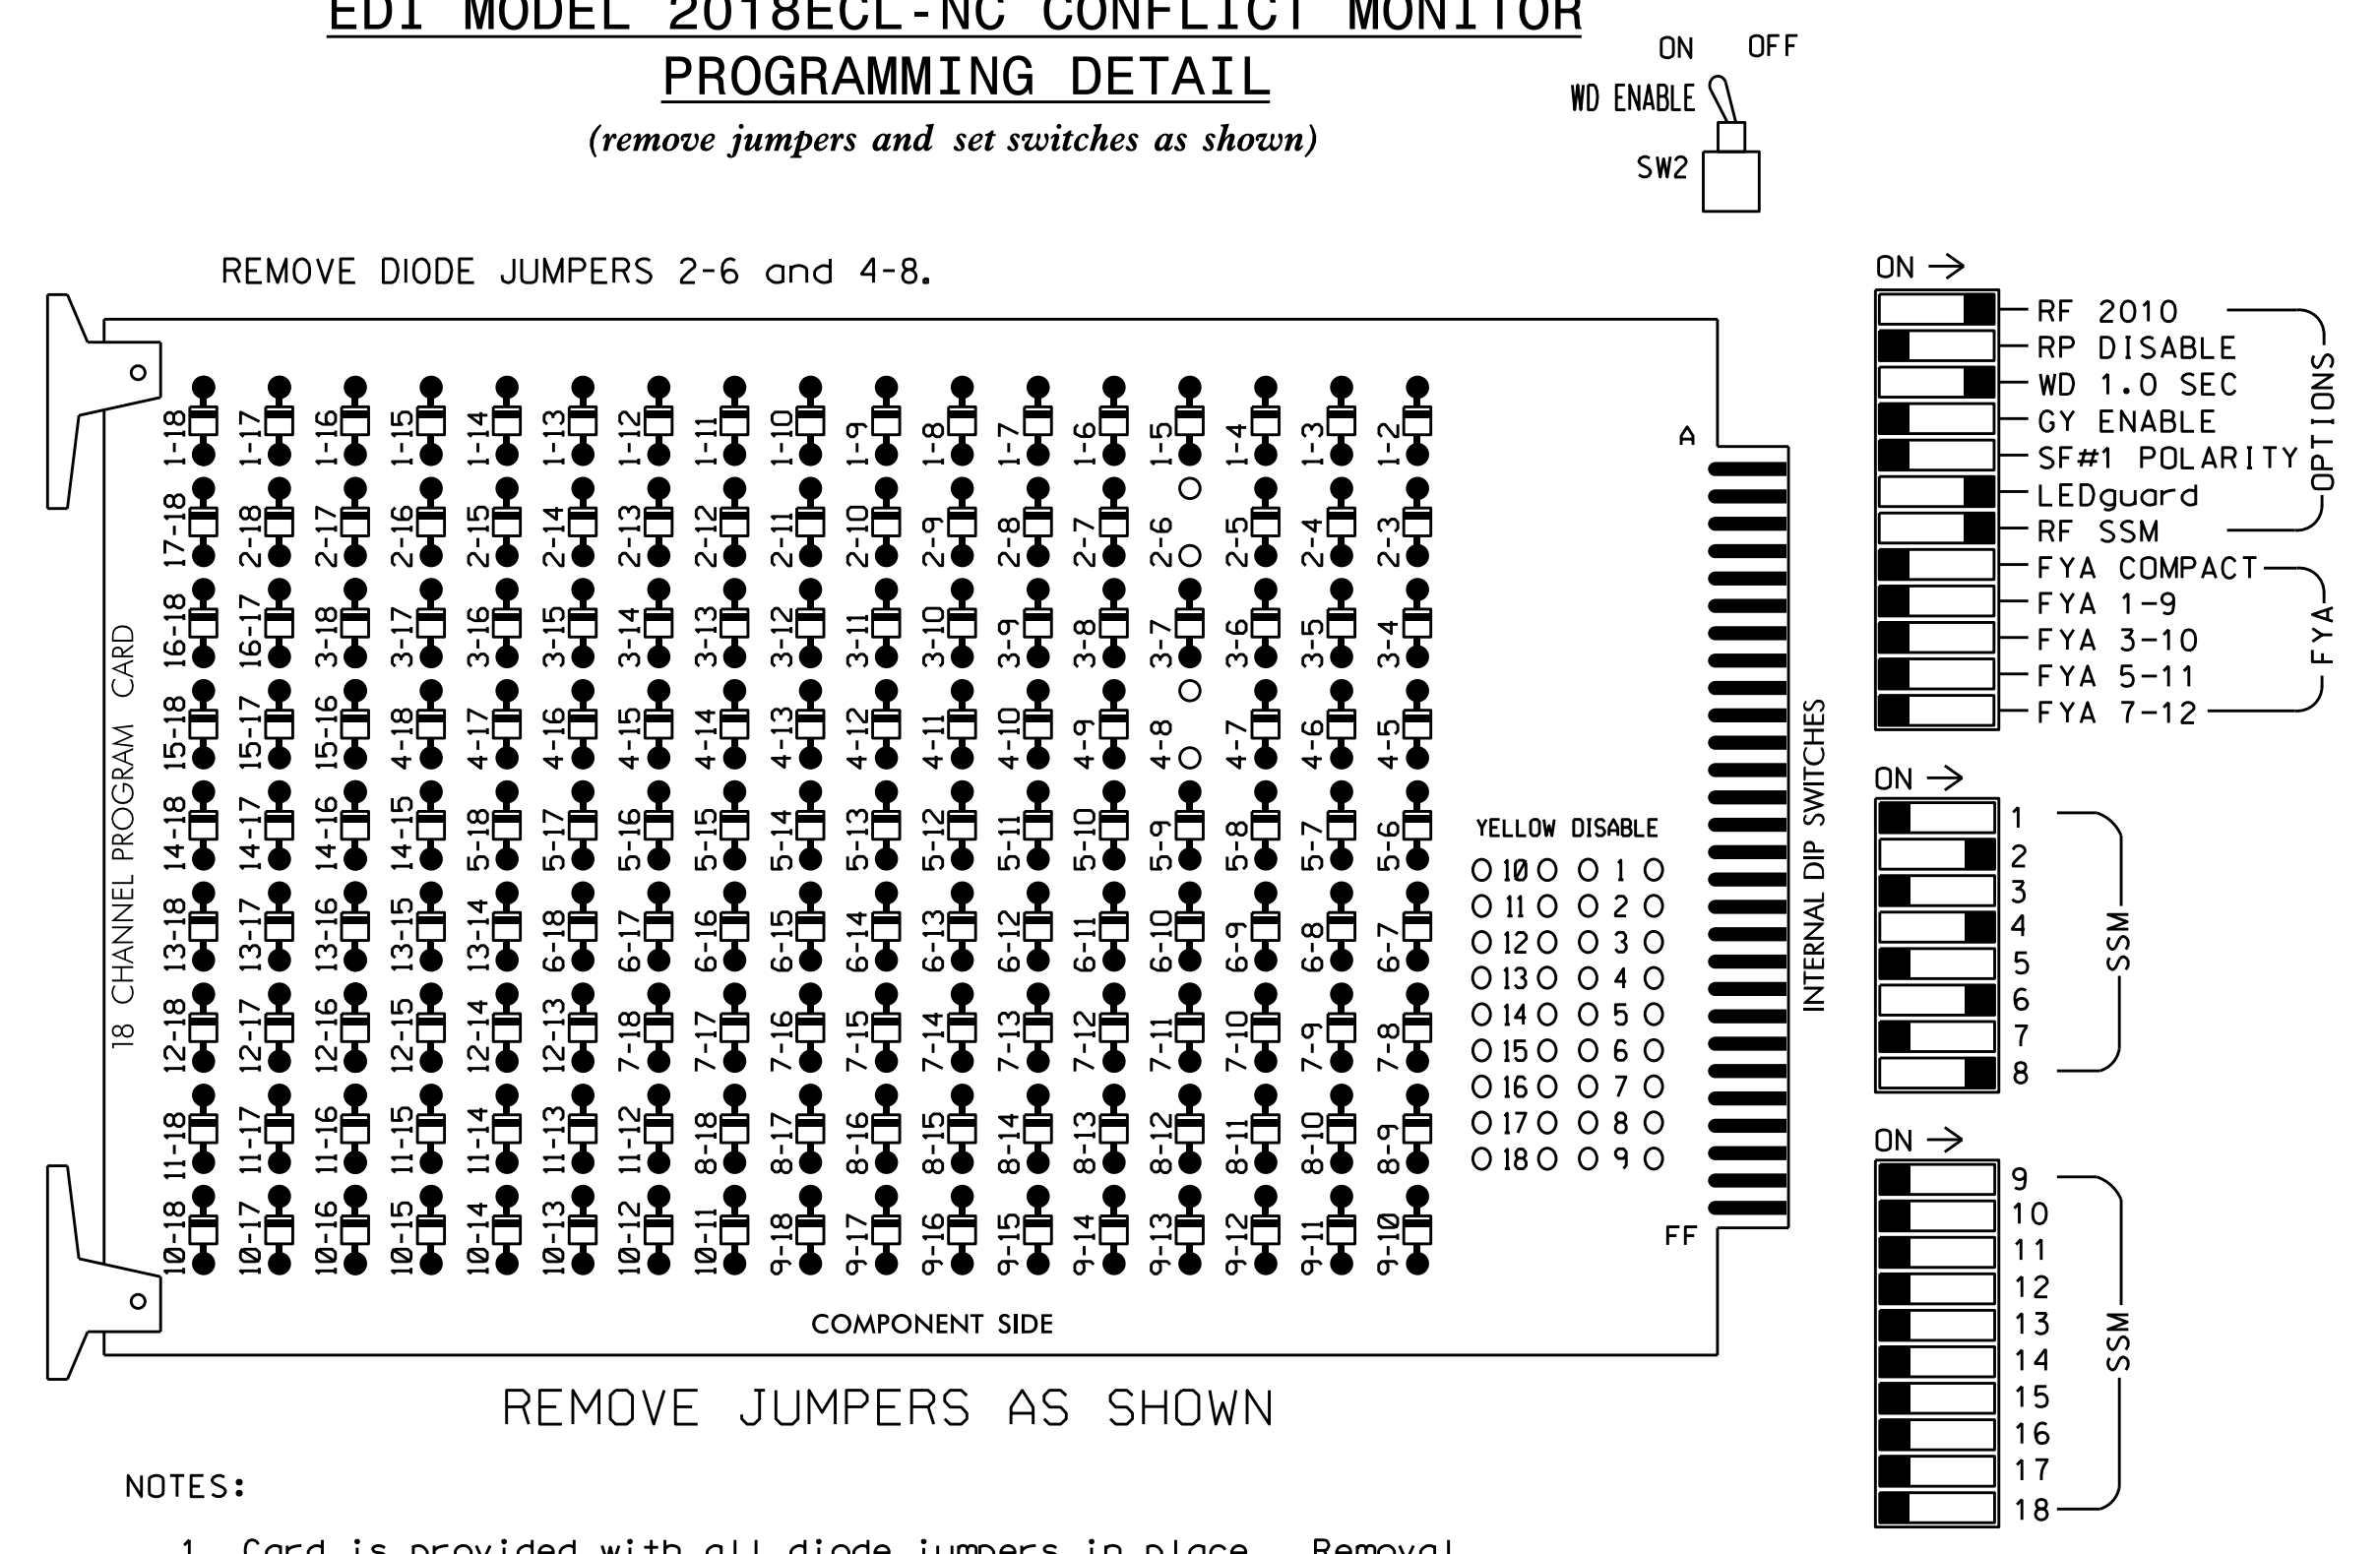 EDI MODEL 2018ECL-NC CONFLICT MONITOR
PROGRAMMING DETAIL
(remove jumpers and set switches as shown)
ON OFF
WD ENABLE
SW2
REMOVE DIODE JUMPERS 2-6 and 4-8.
18 CHANNEL PROGRAM CARD
1-18 1-17 1-16 1-15 1-14 1-13 1-12 1-11 1-10 1-9 1-8 1-7 1-6 1-5 1-4 1-3 1-2
17-18 2-18 2-17 2-16 2-15 2-14 2-13 2-12 2-11 2-10 2-9 2-8 2-7 2-6 2-5 2-4 2-3
16-18 16-17 3-18 3-17 3-16 3-15 3-14 3-13 3-12 3-11 3-10 3-9 3-8 3-7 3-6 3-5 3-4
15-18 15-17 15-16 4-18 4-17 4-16 4-15 4-14 4-13 4-12 4-11 4-10 4-9 4-8 4-7 4-6 4-5
14-18 14-17 14-16 14-15 5-18 5-17 5-16 5-15 5-14 5-13 5-12 5-11 5-10 5-9 5-8 5-7 5-6
13-18 13-17 13-16 13-15 13-14 6-18 6-17 6-16 6-15 6-14 6-13 6-12 6-11 6-10 6-9 6-8 6-7
12-18 12-17 12-16 12-15 12-14 12-13 7-18 7-17 7-16 7-15 7-14 7-13 7-12 7-11 7-10 7-9 7-8
11-18 11-17 11-16 11-15 11-14 11-13 11-12 8-18 8-17 8-16 8-15 8-14 8-13 8-12 8-11 8-10 8-9
10-18 10-17 10-16 10-15 10-14 10-13 10-12 10-11 9-18 9-17 9-16 9-15 9-14 9-13 9-12 9-11 9-10
COMPONENT SIDE
YELLOW DISABLE
10 1
11 2
12 3
13 4
14 5
15 6
16 7
17 8
18 9
A
FF
INTERNAL DIP SWITCHES
ON
RF 2010
RP DISABLE
WD 1.0 SEC
GY ENABLE
SF#1 POLARITY
LEDguard
RF SSM
OPTIONS
FYA COMPACT
FYA 1-9
FYA 3-10
FYA 5-11
FYA 7-12
FYA
ON
1
2
3
4
5
6
7
8
SSM
ON
9
10
11
12
13
14
15
16
17
18
SSM
REMOVE JUMPERS AS SHOWN
NOTES:
1. Card is provided with all diode jumpers in place. Removal